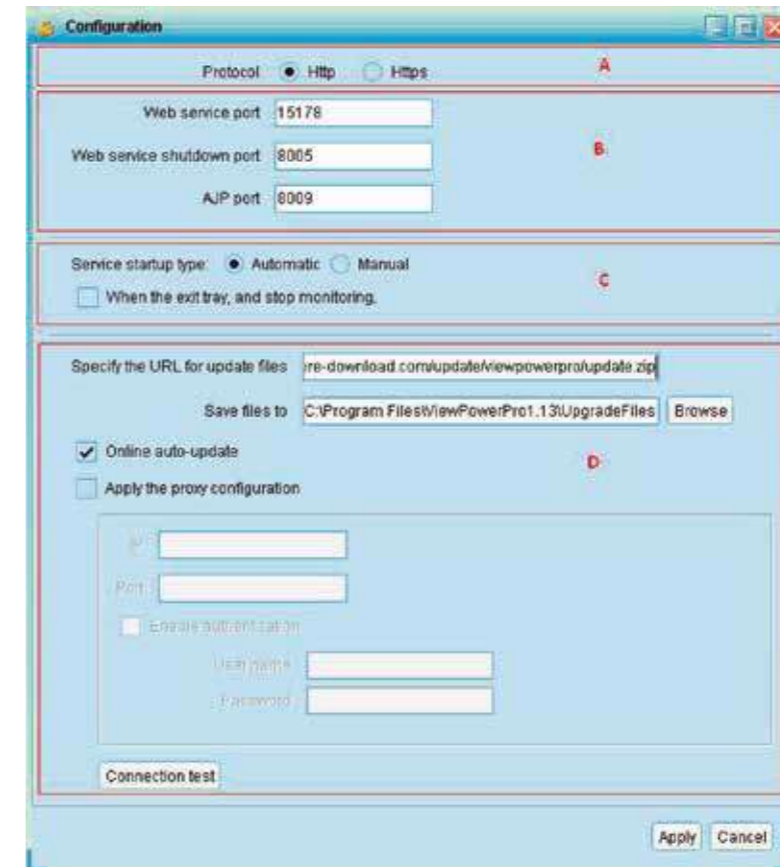 Configuration
Protocol Http Https A
Web service port 15178
Web service shutdown port 8005 B
AJP port 8009
Service startup type: Automatic Manual
When the exit tray, and stop monitoring. C
Specify the URL for update files re-download.com/update/viewpowerpro/update.zip
Save files to C:\Program Files\ViewPowerPro1.13\UpgradeFiles Browse
Online auto-update D
Apply the proxy configuration
IP
Port
Enable authentication
User name
Password
Connection test
Apply Cancel